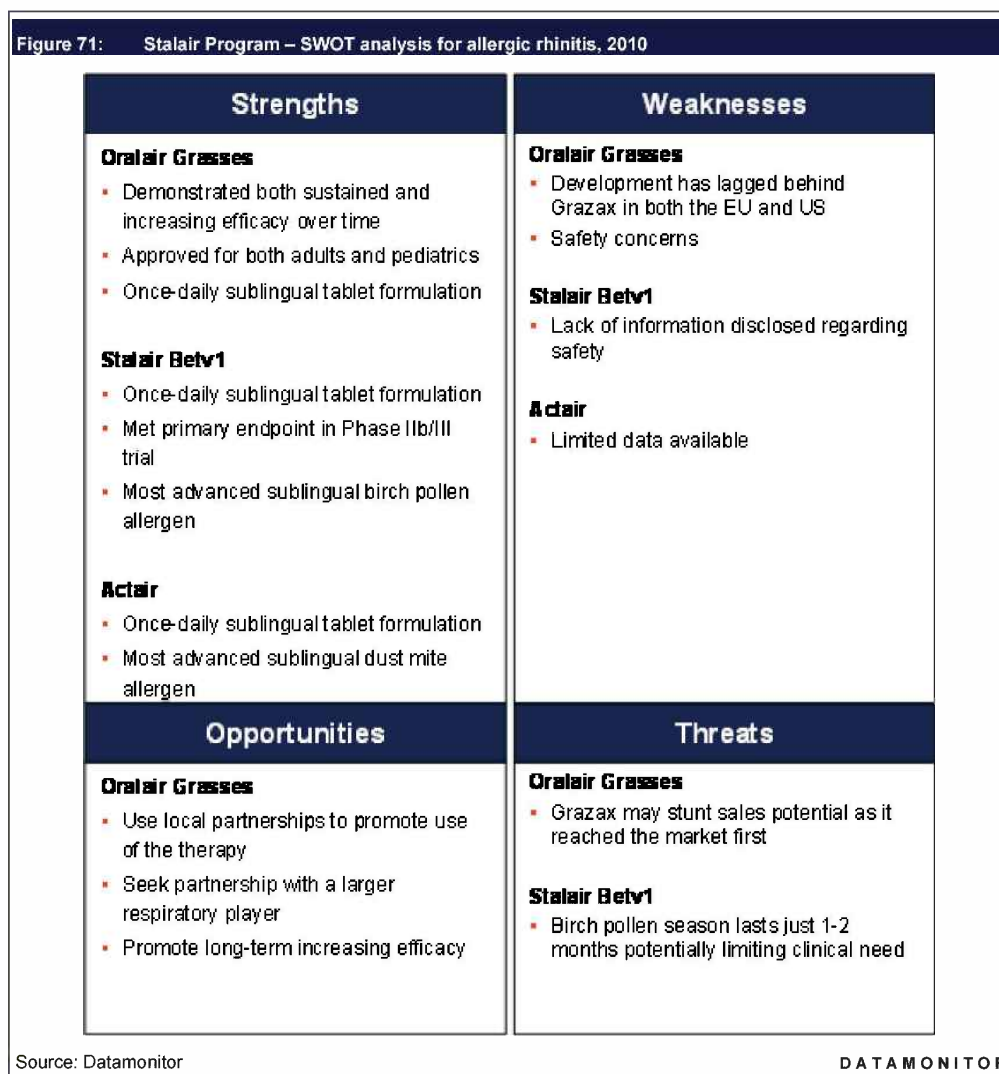 Figure 71: Stalair Program – SWOT analysis for allergic rhinitis, 2010
Strengths
Oralair Grasses
▪ Demonstrated both sustained and
increasing efficacy over time
▪ Approved for both adults and pediatrics
▪ Once-daily sublingual tablet formulation
Stalair Betv1
▪ Once-daily sublingual tablet formulation
▪ Met primary endpoint in Phase IIb/III
trial
▪ Most advanced sublingual birch pollen
allergen
Actair
▪ Once-daily sublingual tablet formulation
▪ Most advanced sublingual dust mite
allergen
Weaknesses
Oralair Grasses
▪ Development has lagged behind
Grazax in both the EU and US
▪ Safety concerns
Stalair Betv1
▪ Lack of information disclosed regarding
safety
Actair
▪ Limited data available
Opportunities
Oralair Grasses
▪ Use local partnerships to promote use
of the therapy
▪ Seek partnership with a larger
respiratory player
▪ Promote long-term increasing efficacy
Threats
Oralair Grasses
▪ Grazax may stunt sales potential as it
reached the market first
Stalair Betv1
▪ Birch pollen season lasts just 1-2
months potentially limiting clinical need
Source: Datamonitor
DATAMONITOR